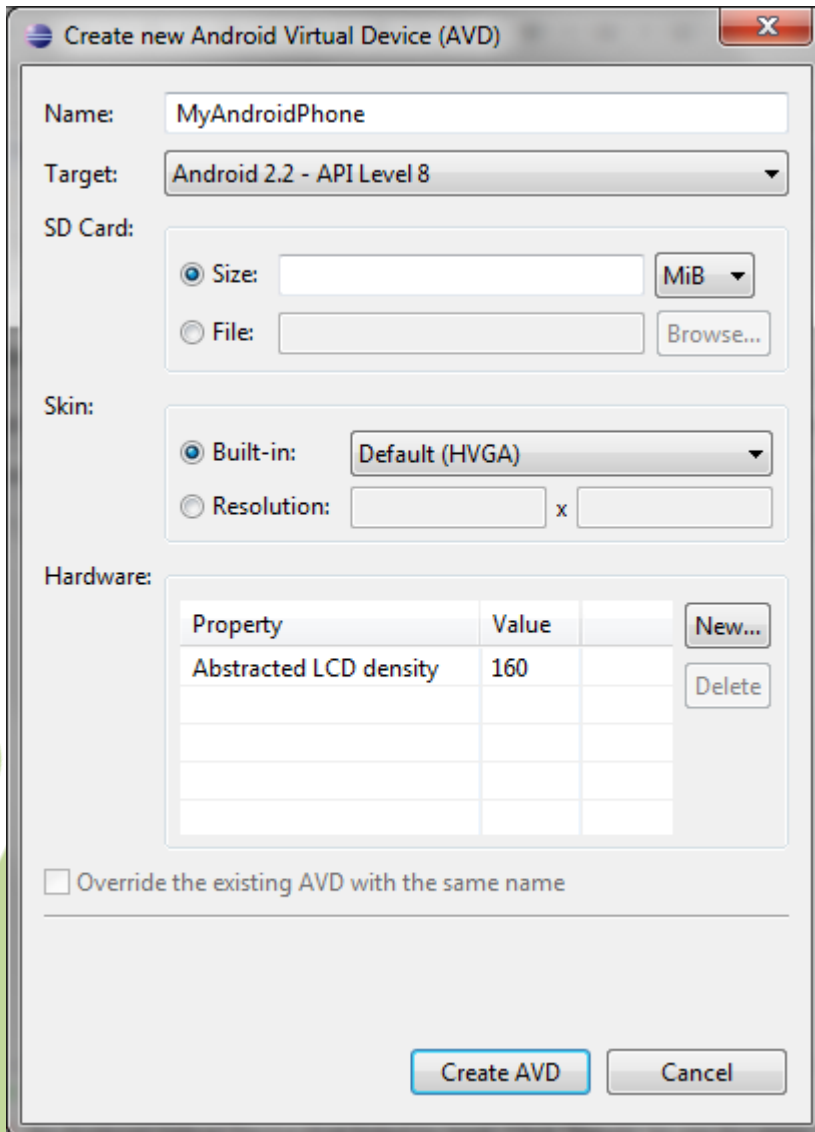 Create new Android Virtual Device (AVD)
Name: MyAndroidPhone
Target: Android 2.2 - API Level 8
SD Card:
Size: MiB
File: Browse...
Skin:
Built-in: Default (HVGA)
Resolution: x
Hardware:
Property Value New...
Abstracted LCD density 160
Delete
Override the existing AVD with the same name
Create AVD Cancel